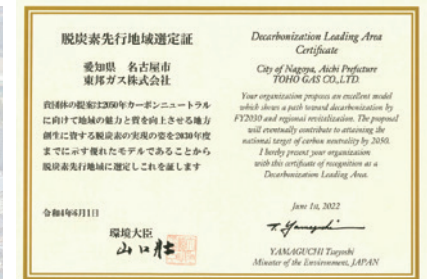 脱炭素先行地域選定証
愛知県 名古屋市
東邦ガス株式会社
貴団体の提案は2050年カーボンニュートラル
に向けて地域の魅力と質を向上させる地方
創生に資する脱炭素の実現の姿を2030年度
までに示す優れたモデルであることから
脱炭素先行地域に選定しこれを証します
令和4年6月1日
環境大臣
山口壯
Decarbonization Leading Area
Certificate
City of Nagoya, Aichi Prefecture
TOHO GAS CO.,LTD.
Your organization proposes an excellent model
which shows a path toward decarbonization by
FY2030 and regional revitalization. The proposal
will eventually contribute to attaining the
national target of carbon neutrality by 2050.
I hereby present your organization
with this certificate of recognition as a
Decarbonization Leading Area.
June 1st, 2022
T. Yamaguchi
YAMAGUCHI Tsuyoshi
Minister of the Environment, JAPAN